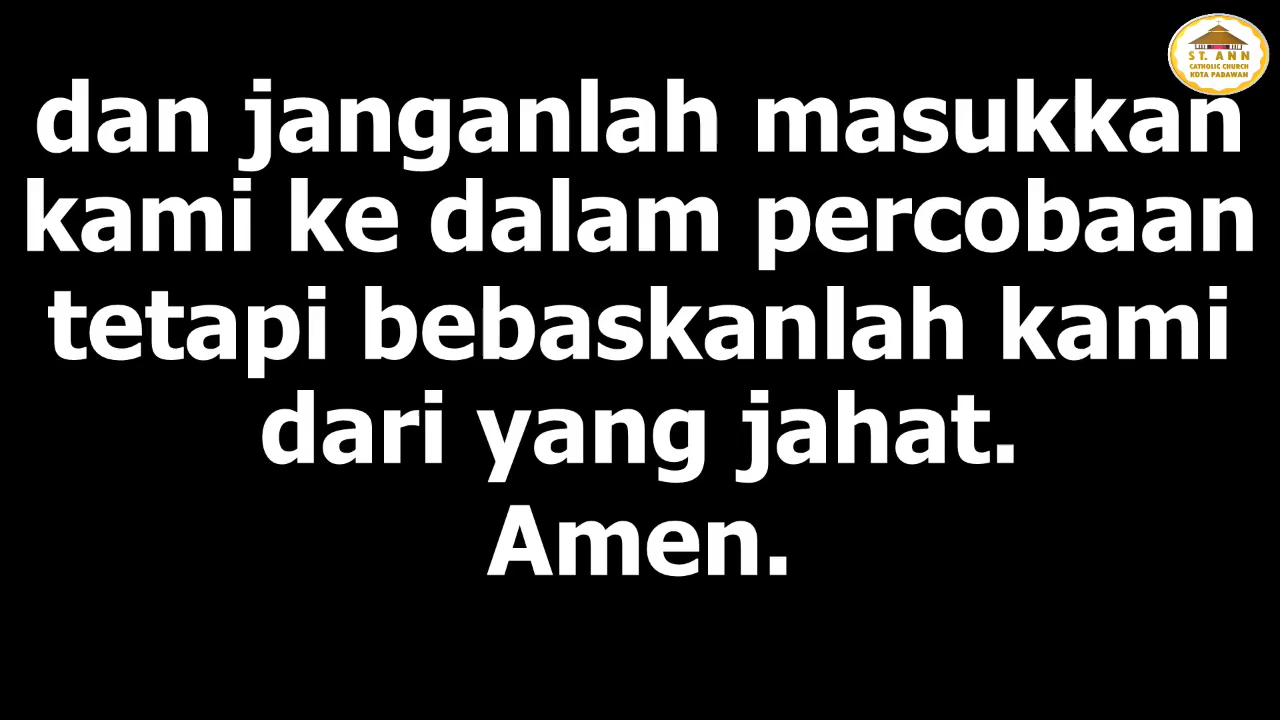 ST. ANN
CATHOLIC CHURCH
KOTA PADAWAN
dan janganlah masukkan
kami ke dalam percobaan
tetapi bebaskanlah kami
dari yang jahat.
Amen.